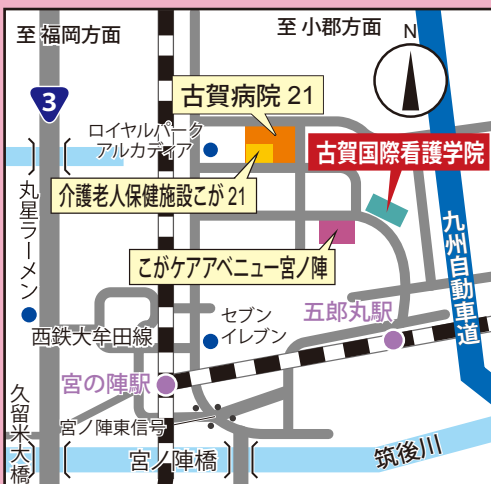 至 福岡方面
至 小郡方面
N
3
古賀病院 21
ロイヤルパーク
アルカディア
古賀国際看護学院
介護老人保健施設こが 21
丸星ラーメン
こがケアアベニュー宮ノ陣
九州自動車道
セブン
イレブン
五郎丸駅
西鉄大牟田線
宮の陣駅
久留米大橋
宮ノ陣東信号
宮ノ陣橋
筑後川